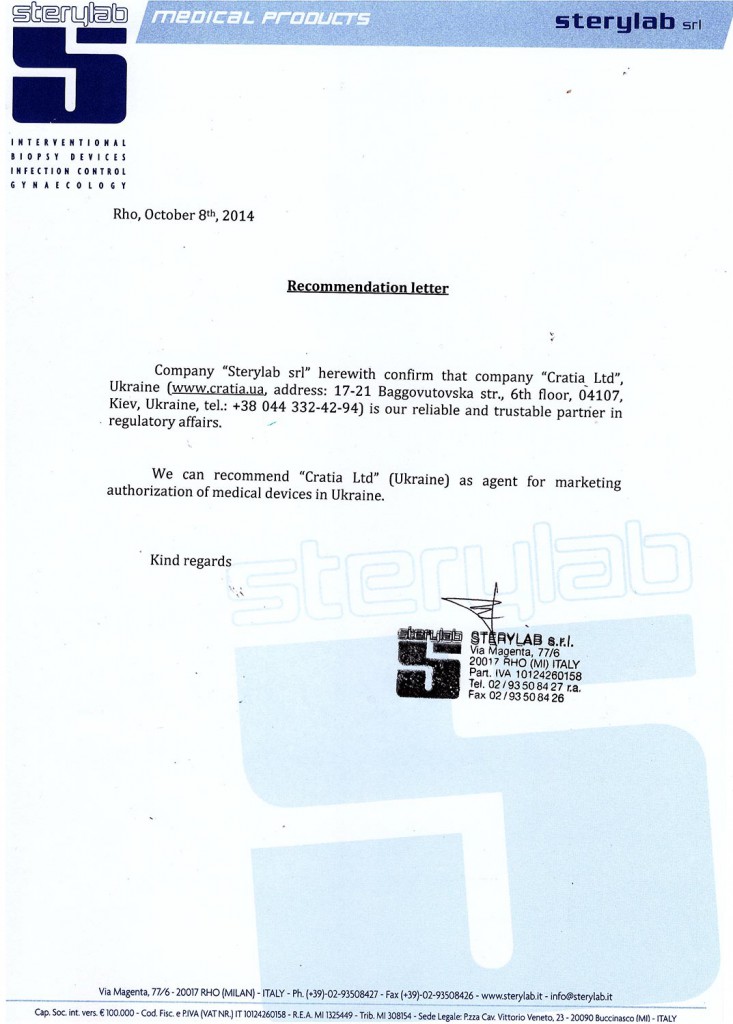 sterylab
MEDICAL PRODUCTS
sterylab srl
INTERVENTIONAL
BIOPSY DEVICES
INFECTION CONTROL
GYNAECOLOGY
Rho, October 8th, 2014
Recommendation letter
Company “Sterylab srl” herewith confirm that company “Cratia Ltd”,
Ukraine (www.cratia.ua, address: 17-21 Baggovutovska str., 6th floor, 04107,
Kiev, Ukraine, tel.: +38 044 332-42-94) is our reliable and trustable partner in
regulatory affairs.
We can recommend “Cratia Ltd” (Ukraine) as agent for marketing
authorization of medical devices in Ukraine.
Kind regards
sterylab
sterylab
STERYLAB s.r.l.
Via Magenta, 77/6
20017 RHO (MI) ITALY
Part. IVA 10124260158
Tel. 02 / 93 50 84 27 r.a.
Fax 02 / 93 50 84 26
Via Magenta, 77/6 - 20017 RHO (MILAN) - ITALY - Ph. (+39)-02-93508427 - Fax (+39)-02-93508426 - www.sterylab.it - info@sterylab.it
Cap. Soc. int. vers. € 100.000 - Cod. Fisc. e P.IVA (VAT NR.) IT 10124260158 - R.E.A. MI 1325449 - Trib. MI 308154 - Sede Legale: P.zza Cav. Vittorio Veneto, 23 - 20090 Buccinasco (MI) - ITALY